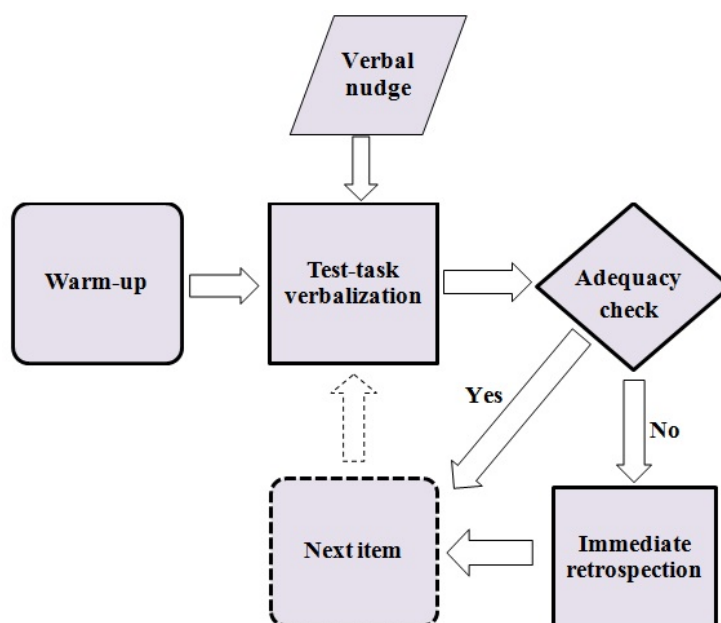 Verbal
nudge
Warm-up
Test-task
verbalization
Adequacy
check
Yes
No
Next item
Immediate
retrospection